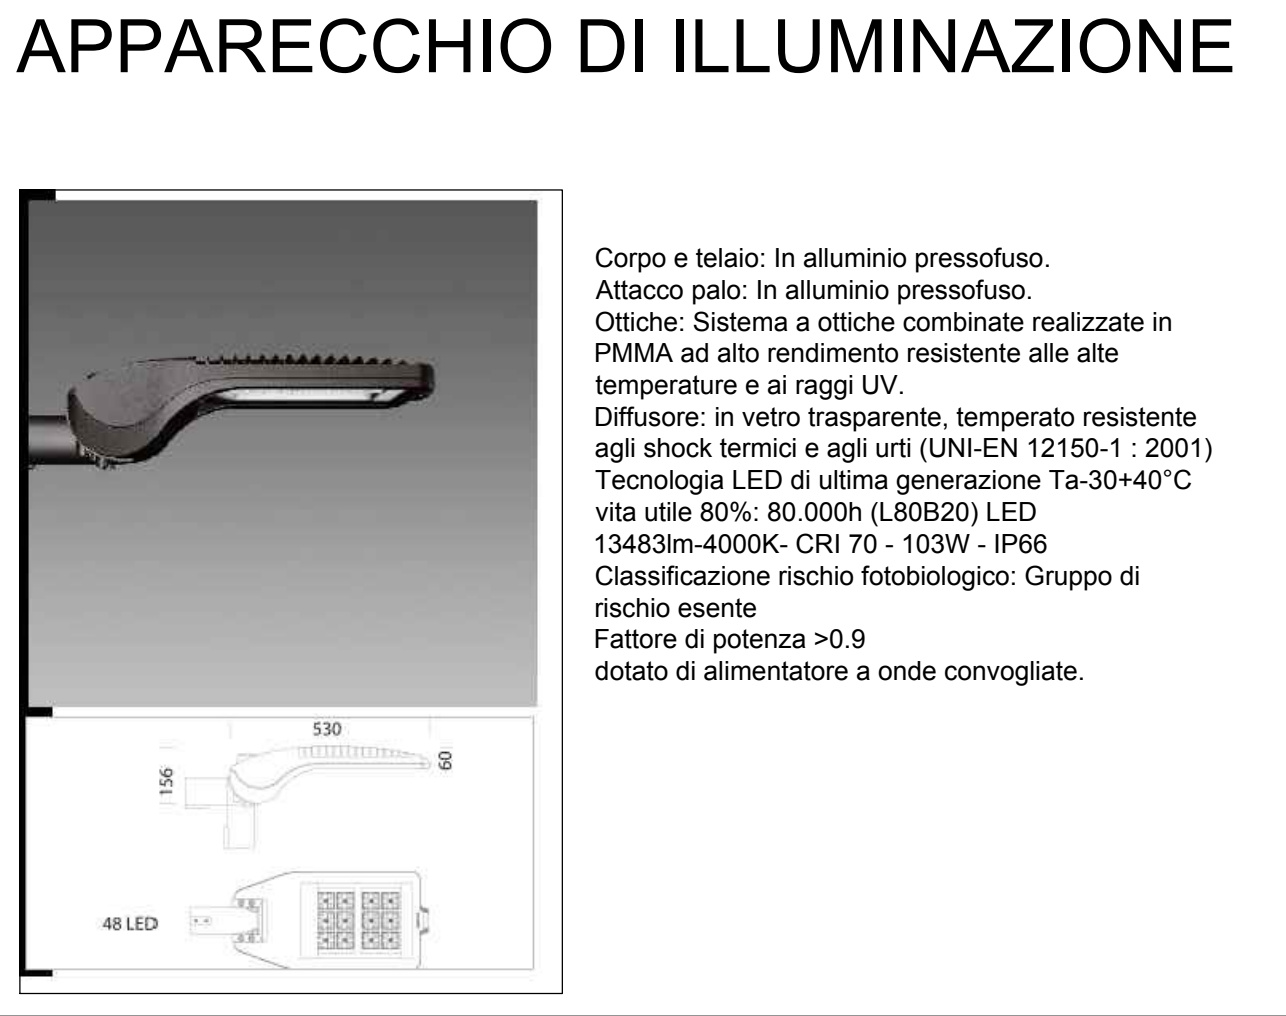 APPARECCHIO DI ILLUMINAZIONE
Corpo e telaio: In alluminio pressofuso.
Attacco palo: In alluminio pressofuso.
Ottiche: Sistema a ottiche combinate realizzate in
PMMA ad alto rendimento resistente alle alte
temperature e ai raggi UV.
Diffusore: in vetro trasparente, temperato resistente
agli shock termici e agli urti (UNI-EN 12150-1 : 2001)
Tecnologia LED di ultima generazione Ta-30+40°C
vita utile 80%: 80.000h (L80B20) LED
13483lm-4000K- CRI 70 - 103W - IP66
Classificazione rischio fotobiologico: Gruppo di
rischio esente
Fattore di potenza >0.9
dotato di alimentatore a onde convogliate.
530
156
60
48 LED